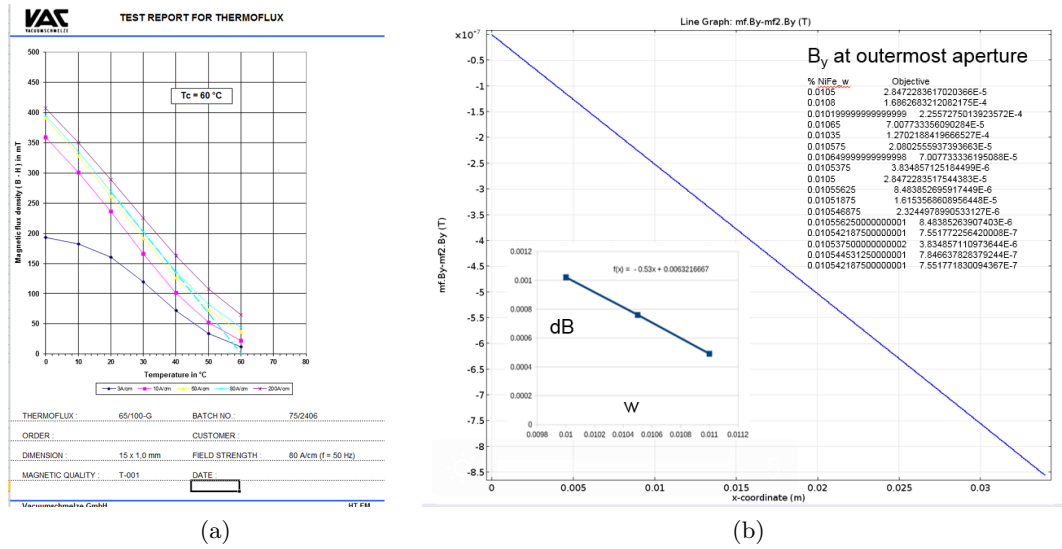 VAC
VACUUMSCHMELZE
TEST REPORT FOR THERMOFLUX
Magnetic flux density ( B - H ) in mT
500
450
400
350
300
250
200
150
100
50
0
Tc = 60 °C
0 10 20 30 40 50 60 70 80
Temperature in °C
3A/cm 10A/cm 50A/cm 80A/cm 200A/cm
THERMOFLUX : 65/100-G BATCH NO.: 75/2406
ORDER : CUSTOMER :
DIMENSION : 15 x 1,0 mm FIELD STRENGTH : 80 A/cm (f = 50 Hz)
MAGNETIC QUALITY : T-001 DATE :
Vacuumschmelze GmbH HT FM
(a)
Line Graph: mf.By-mf2.By (T)
×10⁻⁷
mf.By-mf2.By (T)
-0.5
-1
-1.5
-2
-2.5
-3
-3.5
-4
-4.5
-5
-5.5
-6
-6.5
-7
-7.5
-8
-8.5
0 0.005 0.01 0.015 0.02 0.025 0.03
x-coordinate (m)
By at outermost aperture
% NiFe_w Objective
0.0105 2.8472283617020366E-5
0.0108 1.6862683212082175E-4
0.010199999999999999 2.2557275013923572E-4
0.01065 7.007733356090284E-5
0.01035 1.2702188419666527E-4
0.010575 2.0802555937393663E-5
0.010649999999999998 7.007733336195088E-5
0.0105375 3.834857125184499E-6
0.0105 2.8472283517544383E-5
0.01055625 8.483852695917449E-6
0.01051875 1.6153568608956448E-5
0.010546875 2.3244978990533127E-6
0.010556250000000001 8.48385263907403E-6
0.010542187500000001 7.551772256420008E-7
0.010537500000000002 3.834857110973644E-6
0.010544531250000001 7.846637828379244E-7
0.010542187500000001 7.551771830094367E-7
0.0012
0.001
0.0008
0.0006
0.0004
0.0002
0
f(x) = - 0.53x + 0.0063216667
dB
w
0.0098 0.01 0.0102 0.0104 0.0106 0.0108 0.011 0.0112
(b)